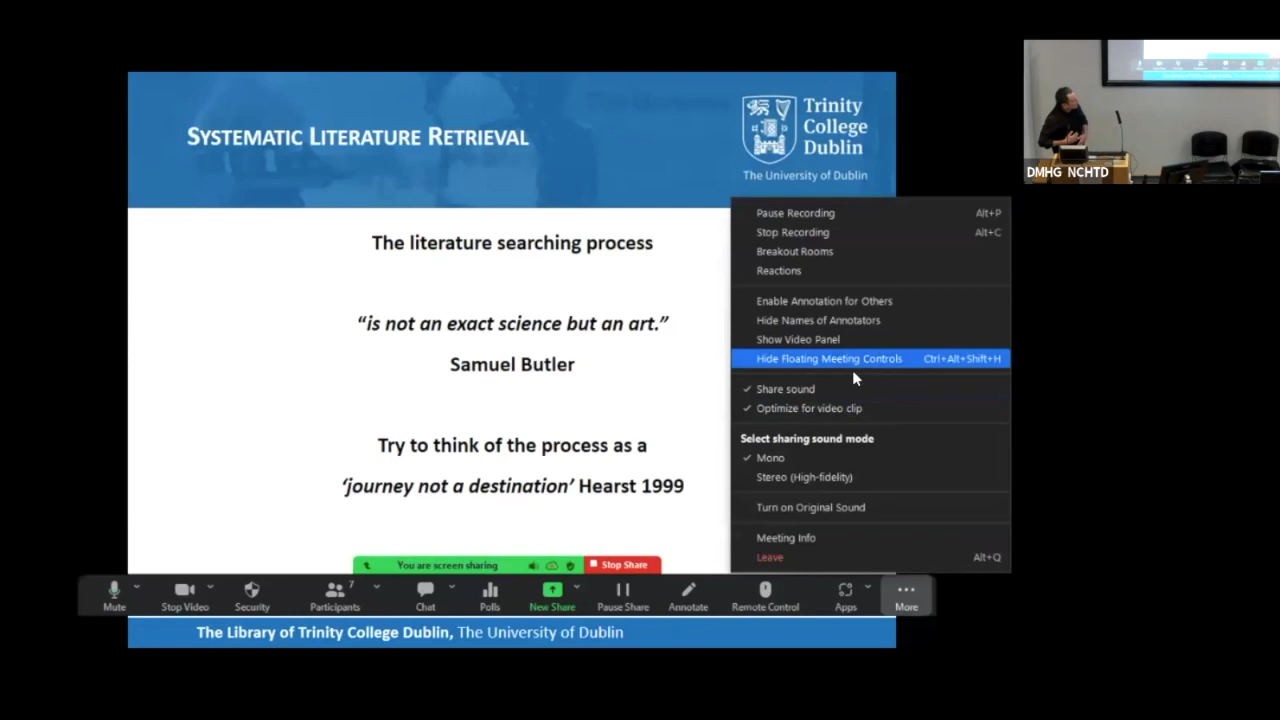 SYSTEMATIC LITERATURE RETRIEVAL
Trinity
College
Dublin
The University of Dublin
The literature searching process
“is not an exact science but an art.”
Samuel Butler
Try to think of the process as a
‘journey not a destination’ Hearst 1999
Pause Recording Alt+P
Stop Recording Alt+C
Breakout Rooms
Reactions
Enable Annotation for Others
Hide Names of Annotators
Show Video Panel
Hide Floating Meeting Controls Ctrl+Alt+Shift+H
Share sound
Optimize for video clip
Select sharing sound mode
Mono
Stereo (High-fidelity)
Turn on Original Sound
Meeting Info
Leave Alt+Q
You are screen sharing Stop Share
7
Mute Stop Video Security Participants Chat Polls New Share Pause Share Annotate Remote Control Apps More
The Library of Trinity College Dublin, The University of Dublin
DMHG NCHTD